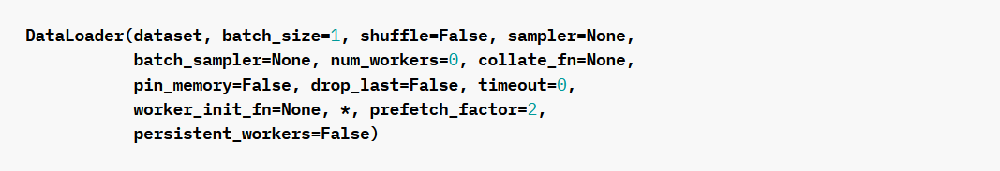 DataLoader(dataset, batch_size=1, shuffle=False, sampler=None,
           batch_sampler=None, num_workers=0, collate_fn=None,
           pin_memory=False, drop_last=False, timeout=0,
           worker_init_fn=None, *, prefetch_factor=2,
           persistent_workers=False)